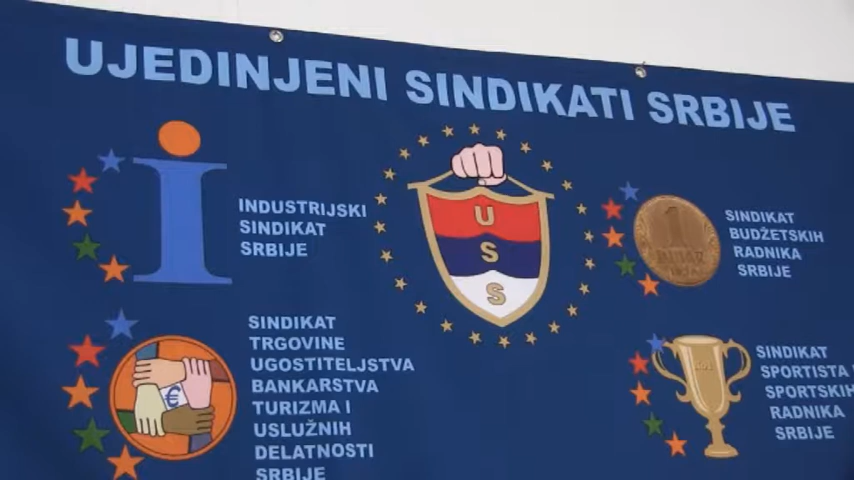 UJEDINJENI SINDIKATI SRBIJE
INDUSTRIJSKI
SINDIKAT
SRBIJE
U
S
S
1
SINDIKAT
BUDŽETSKIH
RADNIKA
SRBIJE
SINDIKAT
TRGOVINE
UGOSTITELJSTVA
BANKARSTVA
TURIZMA I
USLUŽNIH
DELATNOSTI
SRBIJE
€
SINDIKAT
SPORTISTA I
SPORTSKIH
RADNIKA
SRBIJE